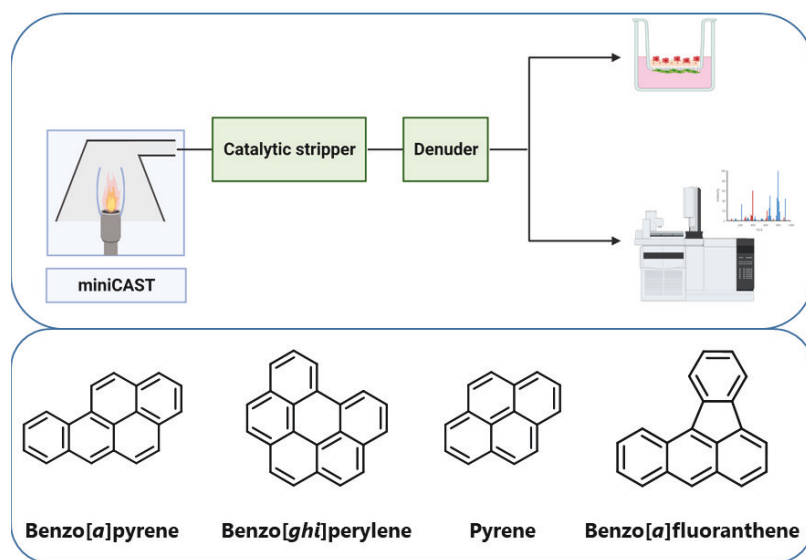 Catalytic stripper
Denuder
miniCAST
Benzo[a]pyrene
Benzo[ghi]perylene
Pyrene
Benzo[a]fluoranthene